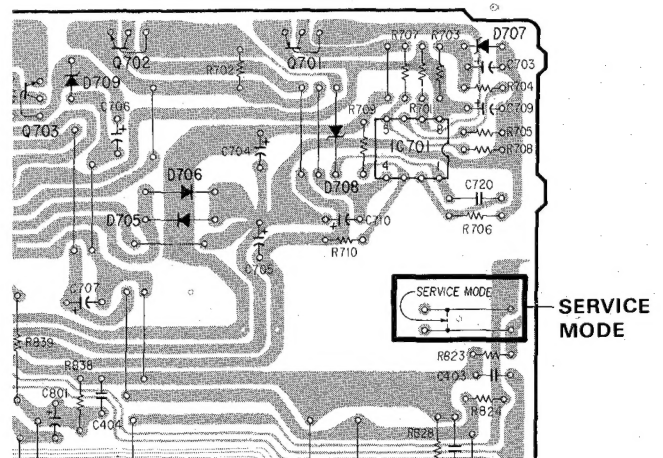 R707 R703 D707
Q702 Q701
R702 C703
D709 R704
C706 R709 R701 C709
Q703 5 8 R705
IC701
C704 R708
4 1
D706 D708 C720
D705 C710 R706
C705 R710
C707
SERVICE MODE
SERVICE
MODE
R839
R823
R838 C403
C801 R824
C404 R828